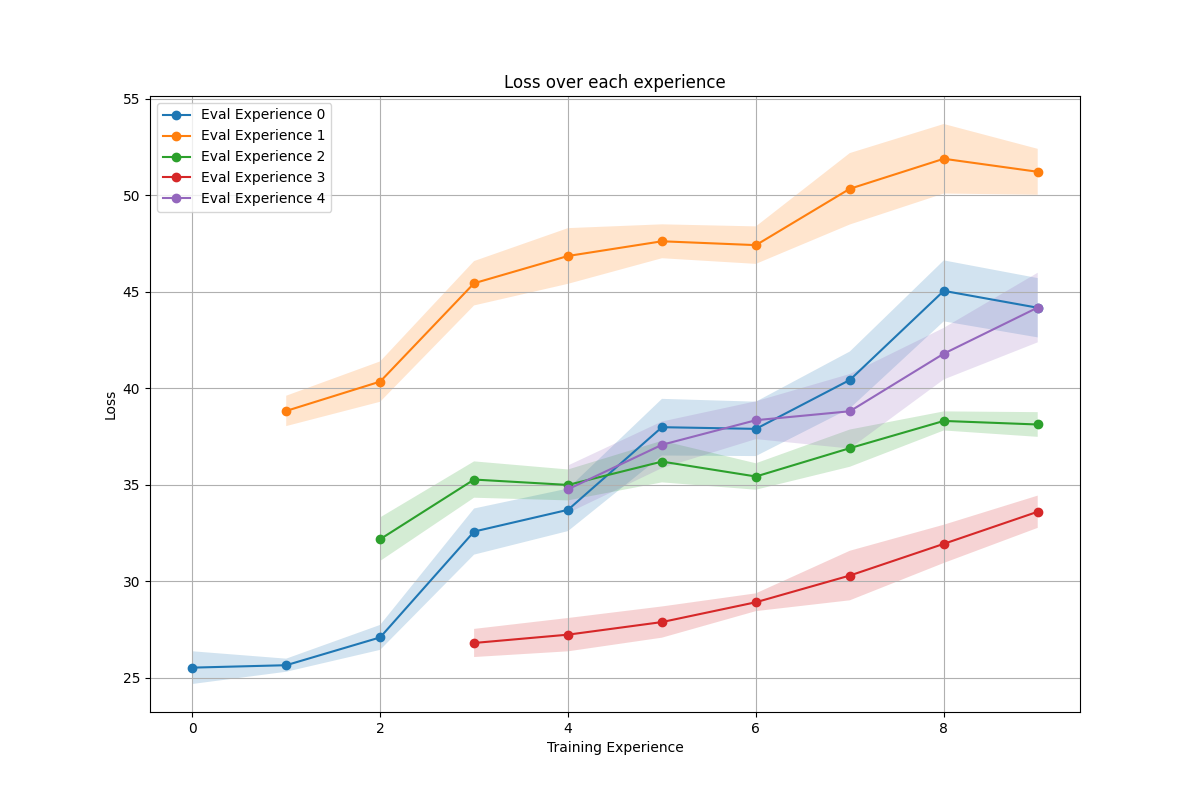 Loss over each experience
55
50
45
40
35
30
25
Loss
Eval Experience 0
Eval Experience 1
Eval Experience 2
Eval Experience 3
Eval Experience 4
0 2 4 6 8
Training Experience